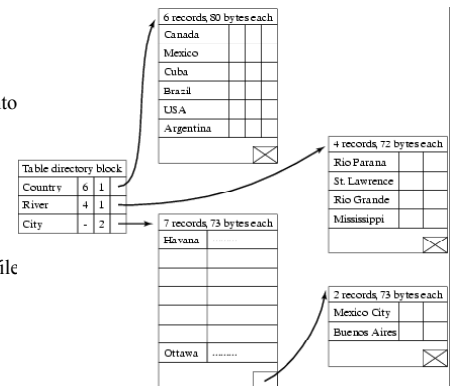 6 records, 80 bytes each
Canada
Mexico
Cuba
Brazil
USA
Argentina
ito
4 records, 72 bytes each
Rio Parana
St. Lawrence
Rio Grande
Mississippi
Table directory block
Country 6 1
River 4 1
City - 2
7 records, 73 bytes each
Havana ........
Ottawa .........
ile
2 records, 73 bytes each
Mexico City
Buenos Aires